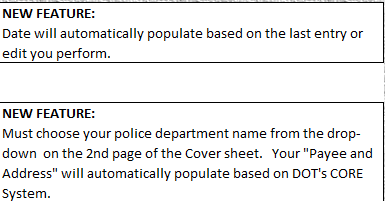 NEW FEATURE:
Date will automatically populate based on the last entry or
edit you perform.
NEW FEATURE:
Must choose your police department name from the drop-
down on the 2nd page of the Cover sheet. Your "Payee and
Address" will automatically populate based on DOT's CORE
System.